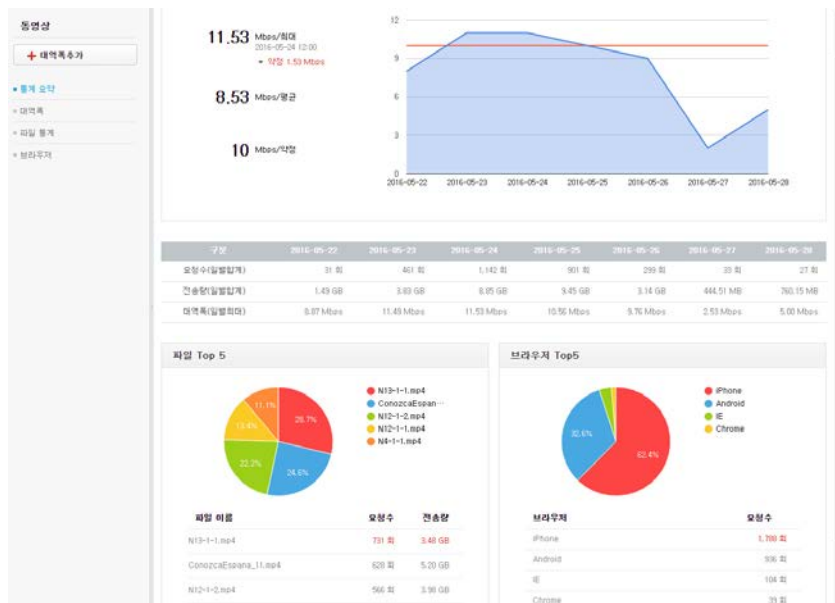 동영상
+ 대역폭추가
통계 요약
대역폭
파일 통계
브라우저
11.53 Mbps/최대
2016-05-24 12:00
약정 1.53 Mbps
8.53 Mbps/평균
10 Mbps/약정
12
9
6
3
0
2016-05-22 2016-05-23 2016-05-24 2016-05-25 2016-05-26 2016-05-27 2016-05-28
구분 2016-05-22 2016-05-23 2016-05-24 2016-05-25 2016-05-26 2016-05-27 2016-05-28
요청수(일별합계) 31 회 461 회 1,142 회 901 회 299 회 33 회 27 회
전송량(일별합계) 1.49 GB 3.83 GB 8.85 GB 9.45 GB 3.14 GB 444.51 MB 760.15 MB
대역폭(일별최대) 8.07 Mbps 11.49 Mbps 11.53 Mbps 10.56 Mbps 9.76 Mbps 2.53 Mbps 5.00 Mbps
파일 Top 5
28.7%
24.6%
22.2%
13.4%
11.1%
N13-1-1.mp4
ConozcaEspan…
N12-1-2.mp4
N12-1-1.mp4
N4-1-1.mp4
파일 이름 요청수 전송량
N13-1-1.mp4 731 회 3.48 GB
ConozcaEspana_11.mp4 628 회 5.20 GB
N12-1-2.mp4 566 회 3.98 GB
브라우저 Top5
62.4%
32.6%
iPhone
Android
IE
Chrome
브라우저 요청수
iPhone 회
Android 936 회
IE 104 회
Chrome 39 회